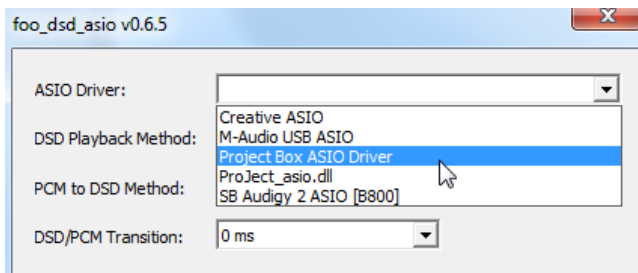 foo_dsd_asio v0.6.5
ASIO Driver:
Creative ASIO
M-Audio USB ASIO
Project Box ASIO Driver
ProJect_asio.dll
SB Audigy 2 ASIO [B800]
DSD Playback Method:
PCM to DSD Method:
DSD/PCM Transition:
0 ms